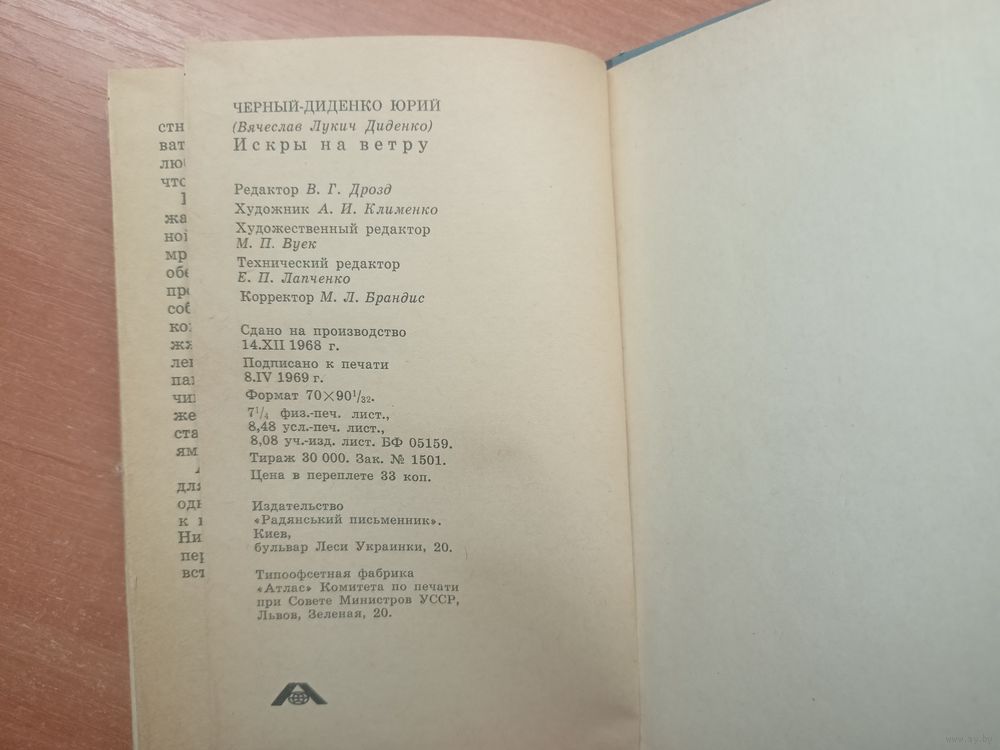 ЧЕРНЫЙ-ДИДЕНКО ЮРИЙ
(Вячеслав Лукич Диденко)
Искры на ветру
Редактор В. Г. Дрозд
Художник А. И. Клименко
Художественный редактор
М. П. Вуек
Технический редактор
Е. П. Лапченко
Корректор М. Л. Брандис
Сдано на производство
14.XII 1968 г.
Подписано к печати
8.IV 1969 г.
Формат 70×90¹/₃₂.
7¹/₄ физ.-печ. лист.,
8,48 усл.-печ. лист.,
8,08 уч.-изд. лист. БФ 05159.
Тираж 30 000. Зак. № 1501.
Цена в переплете 33 коп.
Издательство
«Радянський письменник».
Киев,
бульвар Леси Украинки, 20.
Типоофсетная фабрика
«Атлас» Комитета по печати
при Совете Министров УССР,
Львов, Зеленая, 20.
www.ay.by